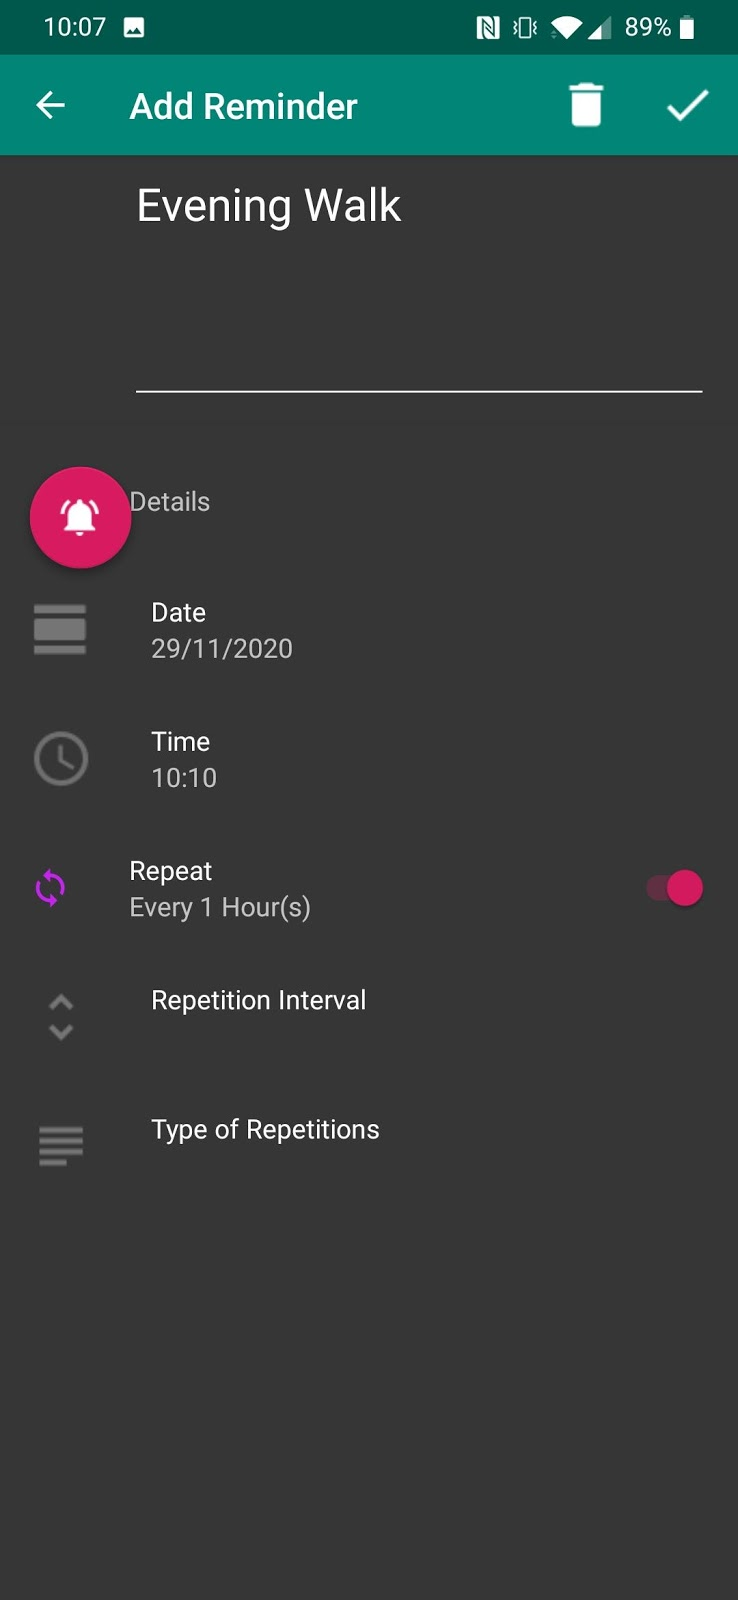 10:07
89%
Add Reminder
Evening Walk
Details
Date
29/11/2020
Time
10:10
Repeat
Every 1 Hour(s)
Repetition Interval
Type of Repetitions